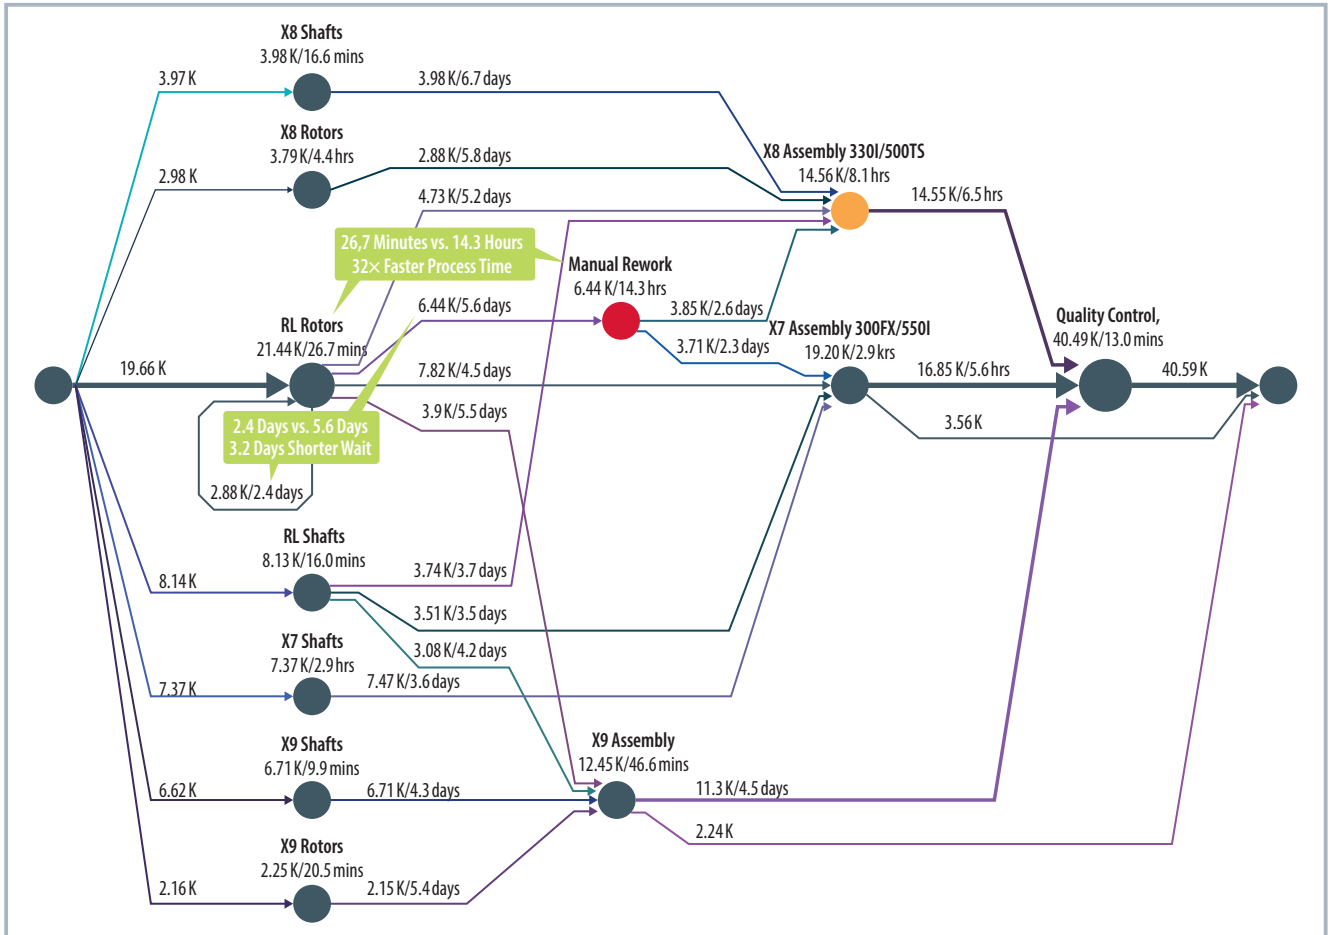 X8 Shafts
3.98 K/16.6 mins
3.97 K
3.98 K/6.7 days
X8 Rotors
3.79 K/4.4 hrs
2.98 K
2.88 K/5.8 days
X8 Assembly 330I/500TS
14.56 K/8.1 hrs
14.55 K/6.5 hrs
4.73 K/5.2 days
26,7 Minutes vs. 14.3 Hours
32× Faster Process Time
Manual Rework
6.44 K/14.3 hrs
6.44 K/5.6 days
3.85 K/2.6 days
RL Rotors
21.44 K/26.7 mins
X7 Assembly 300FX/550I
19.20 K/2.9 krs
Quality Control,
40.49 K/13.0 mins
3.71 K/2.3 days
19.66 K
7.82 K/4.5 days
16.85 K/5.6 hrs
40.59 K
3.9 K/5.5 days
3.56 K
2.4 Days vs. 5.6 Days
3.2 Days Shorter Wait
2.88 K/2.4 days
RL Shafts
8.13 K/16.0 mins
8.14 K
3.74 K/3.7 days
3.51 K/3.5 days
3.08 K/4.2 days
X7 Shafts
7.37 K/2.9 hrs
7.37 K
7.47 K/3.6 days
X9 Shafts
6.71 K/9.9 mins
6.62 K
6.71 K/4.3 days
X9 Assembly
12.45 K/46.6 mins
11.3 K/4.5 days
2.24 K
X9 Rotors
2.25 K/20.5 mins
2.16 K
2.15 K/5.4 days